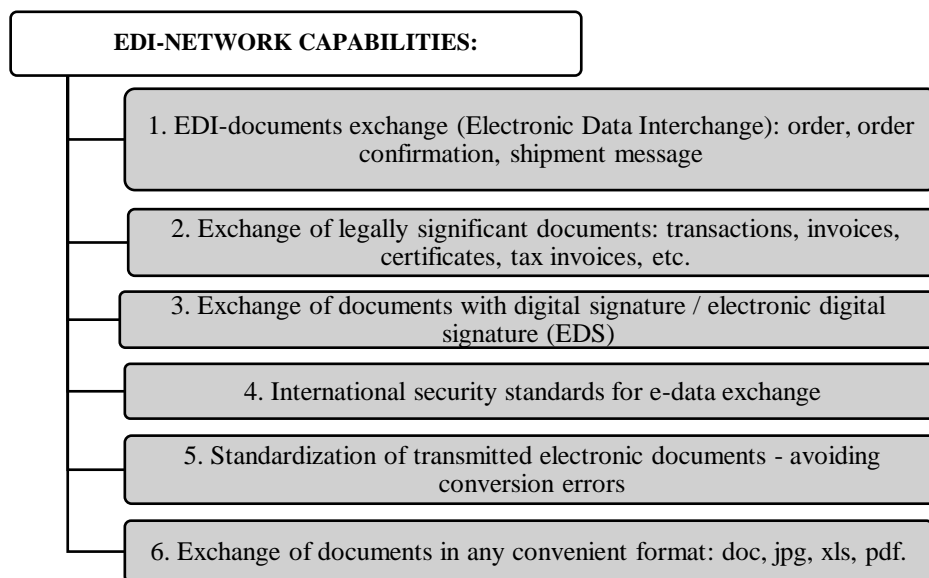 EDI-NETWORK CAPABILITIES:
1. EDI-documents exchange (Electronic Data Interchange): order, order
confirmation, shipment message
2. Exchange of legally significant documents: transactions, invoices,
certificates, tax invoices, etc.
3. Exchange of documents with digital signature / electronic digital
signature (EDS)
4. International security standards for e-data exchange
5. Standardization of transmitted electronic documents - avoiding
conversion errors
6. Exchange of documents in any convenient format: doc, jpg, xls, pdf.